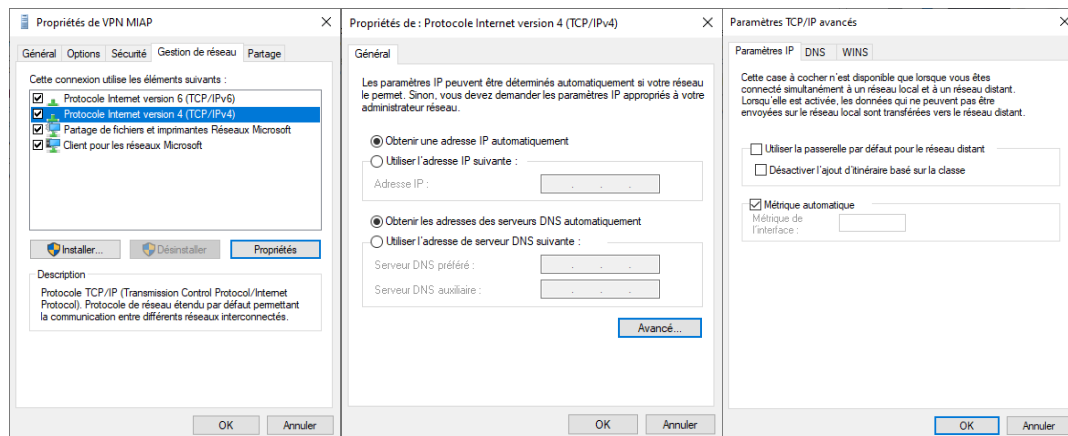 Propriétés de VPN MIAP
Général Options Sécurité Gestion de réseau Partage
Cette connexion utilise les éléments suivants :
Protocole Internet version 6 (TCP/IPv6)
Protocole Internet version 4 (TCP/IPv4)
Partage de fichiers et imprimantes Réseaux Microsoft
Client pour les réseaux Microsoft
Installer... Désinstaller Propriétés
Description
Protocole TCP/IP (Transmission Control Protocol/Internet
Protocol). Protocole de réseau étendu par défaut permettant
la communication entre différents réseaux interconnectés.
OK Annuler
Propriétés de : Protocole Internet version 4 (TCP/IPv4)
Général
Les paramètres IP peuvent être déterminés automatiquement si votre réseau
le permet. Sinon, vous devez demander les paramètres IP appropriés à votre
administrateur réseau.
Obtenir une adresse IP automatiquement
Utiliser l'adresse IP suivante :
Adresse IP :
Obtenir les adresses des serveurs DNS automatiquement
Utiliser l'adresse de serveur DNS suivante :
Serveur DNS préféré :
Serveur DNS auxiliaire :
Avancé...
OK Annuler
Paramètres TCP/IP avancés
Paramètres IP DNS WINS
Cette case à cocher n'est disponible que lorsque vous êtes
connecté simultanément à un réseau local et à un réseau distant.
Lorsqu'elle est activée, les données qui ne peuvent pas être
envoyées sur le réseau local sont transférées vers le réseau distant.
Utiliser la passerelle par défaut pour le réseau distant
Désactiver l'ajout d'itinéraire basé sur la classe
Métrique automatique
Métrique de
l'interface :
OK Annuler